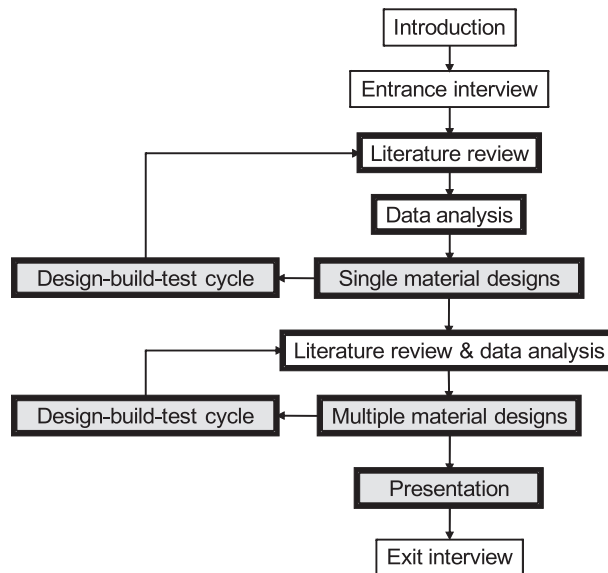 Introduction
Entrance interview
Literature review
Data analysis
Design-build-test cycle
Single material designs
Literature review & data analysis
Design-build-test cycle
Multiple material designs
Presentation
Exit interview